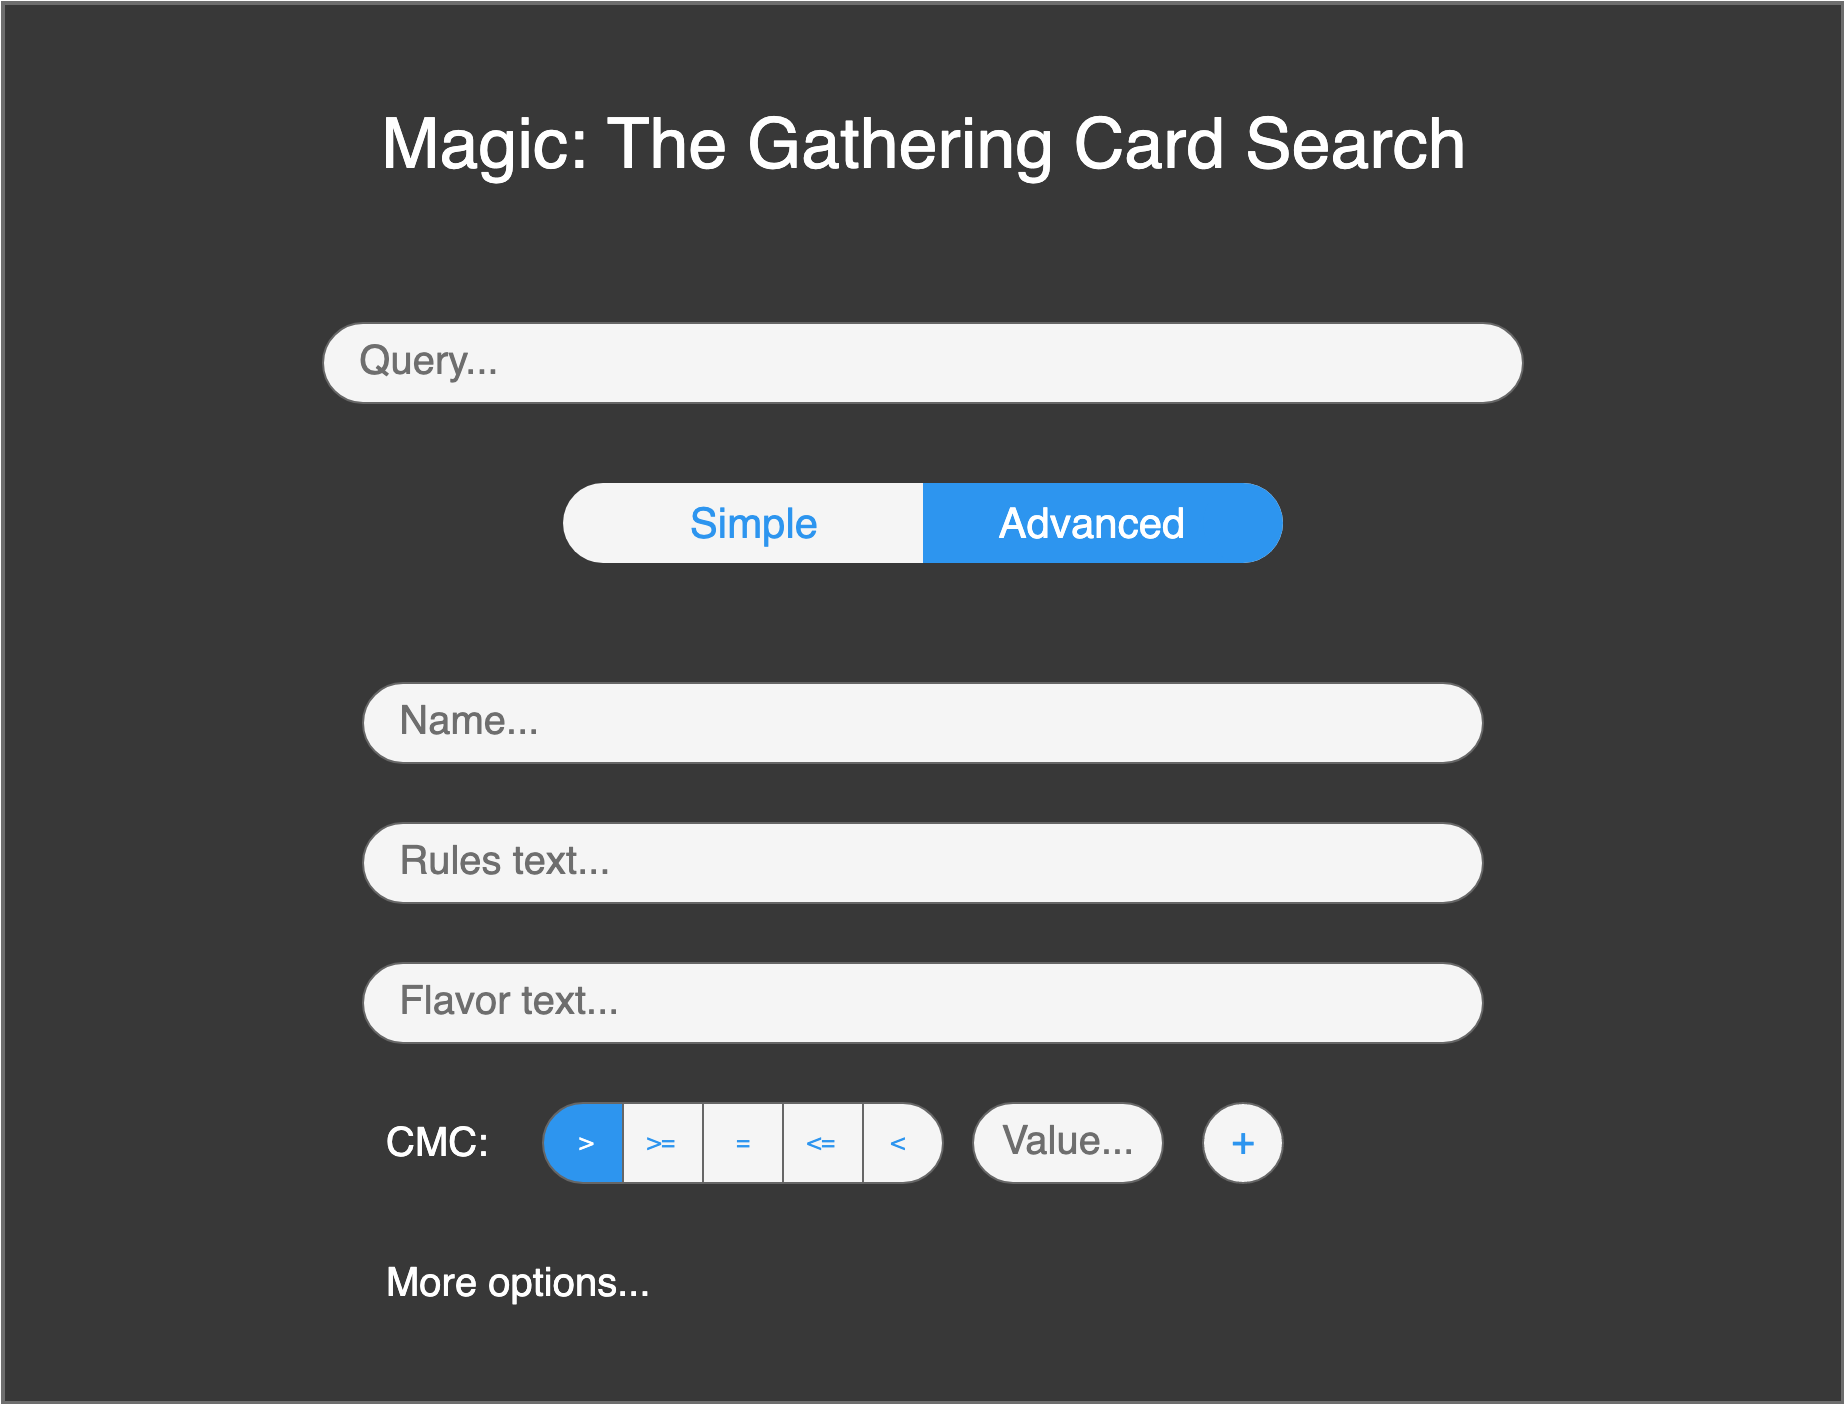 Magic: The Gathering Card Search
Query...
Simple Advanced
Name...
Rules text...
Flavor text...
CMC: > >= = <= < Value... +
More options...